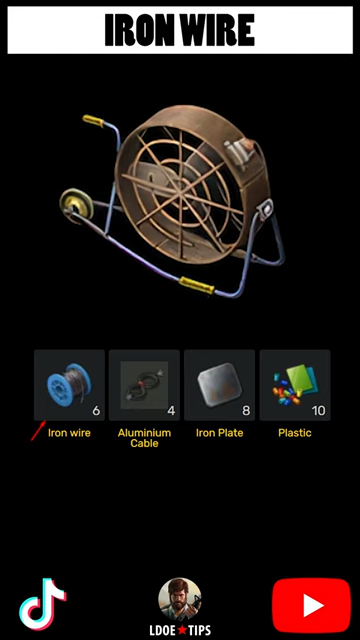 IRON WIRE
6
4
8
10
Iron wire
Aluminium
Cable
Iron Plate
Plastic
LDOE★TIPS